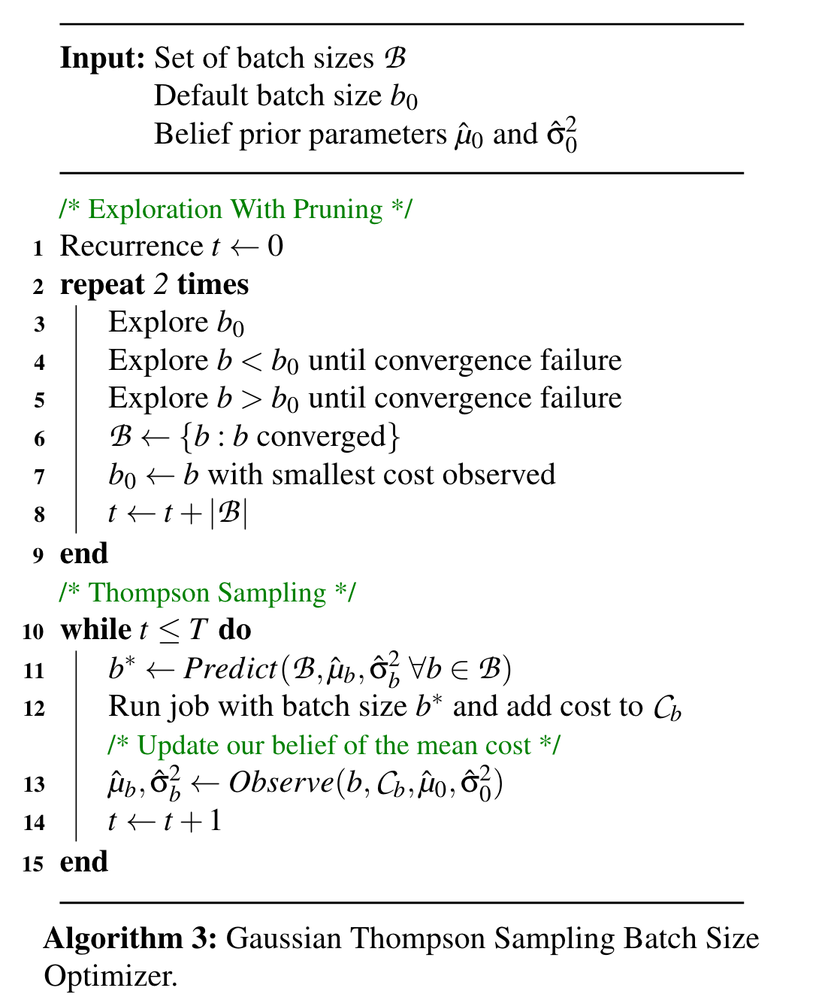 Input: Set of batch sizes ℬ
Default batch size b₀
Belief prior parameters μ̂₀ and σ̂₀²
/* Exploration With Pruning */
1 Recurrence t ← 0
2 repeat 2 times
3 Explore b₀
4 Explore b < b₀ until convergence failure
5 Explore b > b₀ until convergence failure
6 ℬ ← {b : b converged}
7 b₀ ← b with smallest cost observed
8 t ← t + |ℬ|
9 end
/* Thompson Sampling */
10 while t ≤ T do
11 b* ← Predict(ℬ, μ̂_b, σ̂_b² ∀b ∈ ℬ)
12 Run job with batch size b* and add cost to 𝒞_b
/* Update our belief of the mean cost */
13 μ̂_b, σ̂_b² ← Observe(b, 𝒞_b, μ̂₀, σ̂₀²)
14 t ← t + 1
15 end
Algorithm 3: Gaussian Thompson Sampling Batch Size
Optimizer.